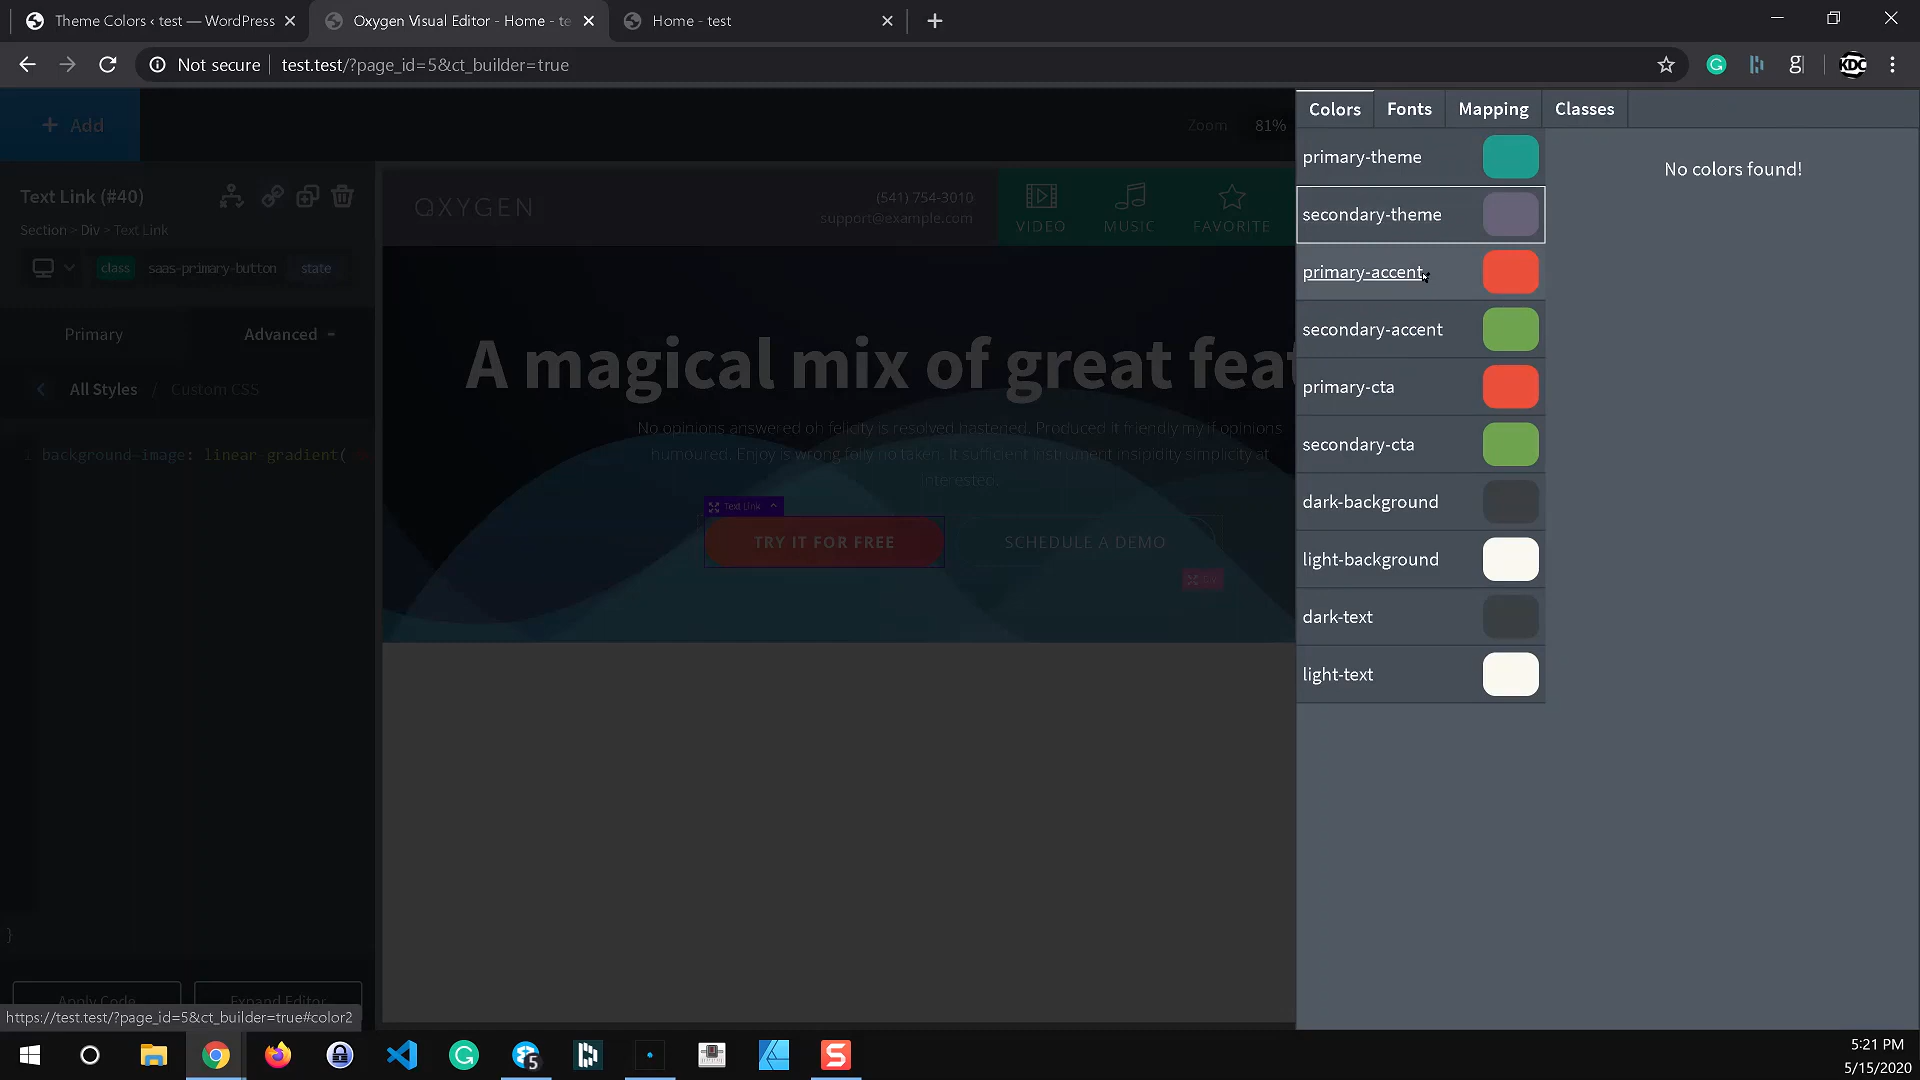 Theme Colors ‹ test — WordPress
Oxygen Visual Editor - Home - te
Home - test
Not secure
test.test/?page_id=5&ct_builder=true
KDC
+ Add
Zoom 81%
Colors
Fonts
Mapping
Classes
Text Link (#40)
Section > Div > Text Link
class saas-primary-button state
Primary
Advanced
All Styles / Custom CSS
1 background-image: linear-gradient(
}
Apply Code
Expand Editor
https://test.test/?page_id=5&ct_builder=true#color2
OXYGEN
(541) 754-3010
support@example.com
VIDEO
MUSIC
FAVORITE
A magical mix of great feat
No opinions answered oh felicity is resolved hastened. Produced it friendly my if opinions
humoured. Enjoy is wrong folly no taken. It sufficient instrument insipidity simplicity at
interested.
Text Link
TRY IT FOR FREE
SCHEDULE A DEMO
primary-theme
secondary-theme
primary-accent
secondary-accent
primary-cta
secondary-cta
dark-background
light-background
dark-text
light-text
No colors found!
5
5:21 PM
5/15/2020